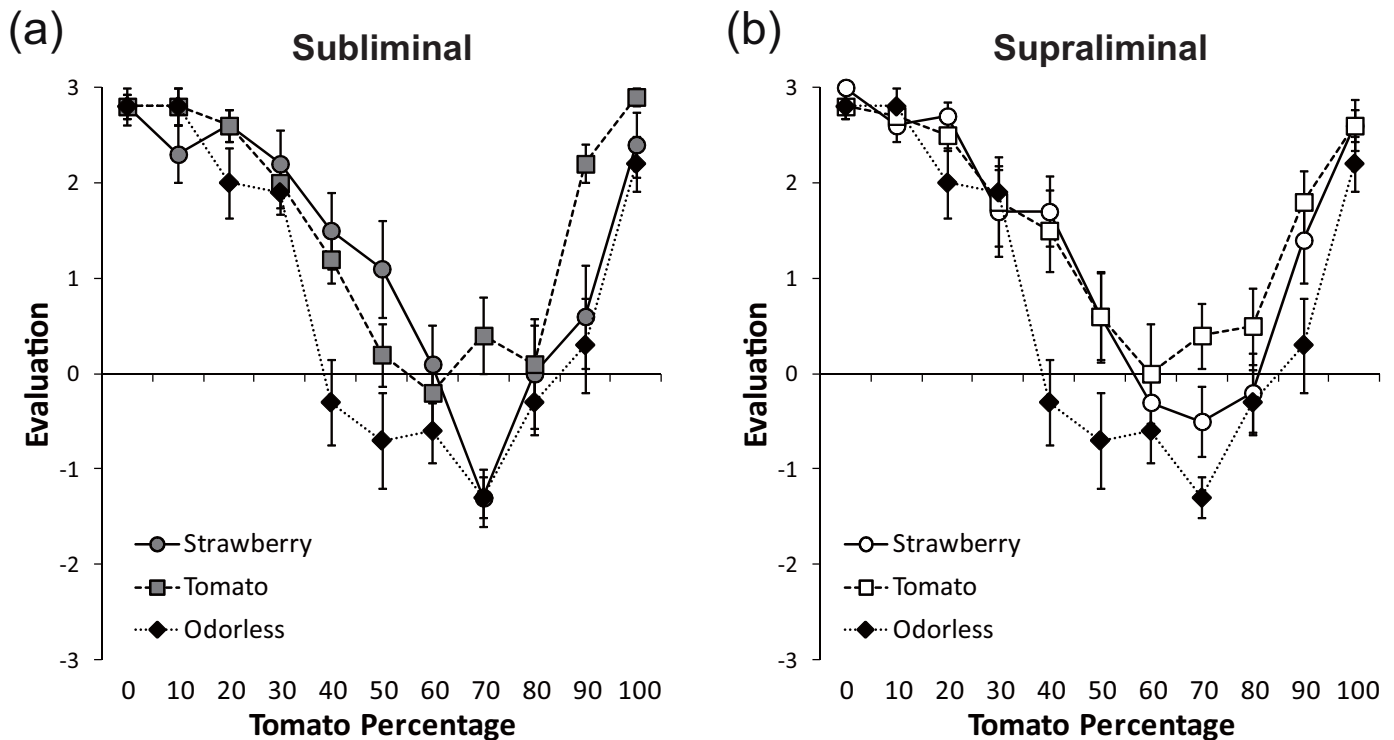 (a)
Subliminal
3
2
1
0
-1
-2
-3
Evaluation
Strawberry
Tomato
Odorless
0 10 20 30 40 50 60 70 80 90 100
Tomato Percentage
(b)
Supraliminal
3
2
1
0
-1
-2
-3
Evaluation
Strawberry
Tomato
Odorless
0 10 20 30 40 50 60 70 80 90 100
Tomato Percentage